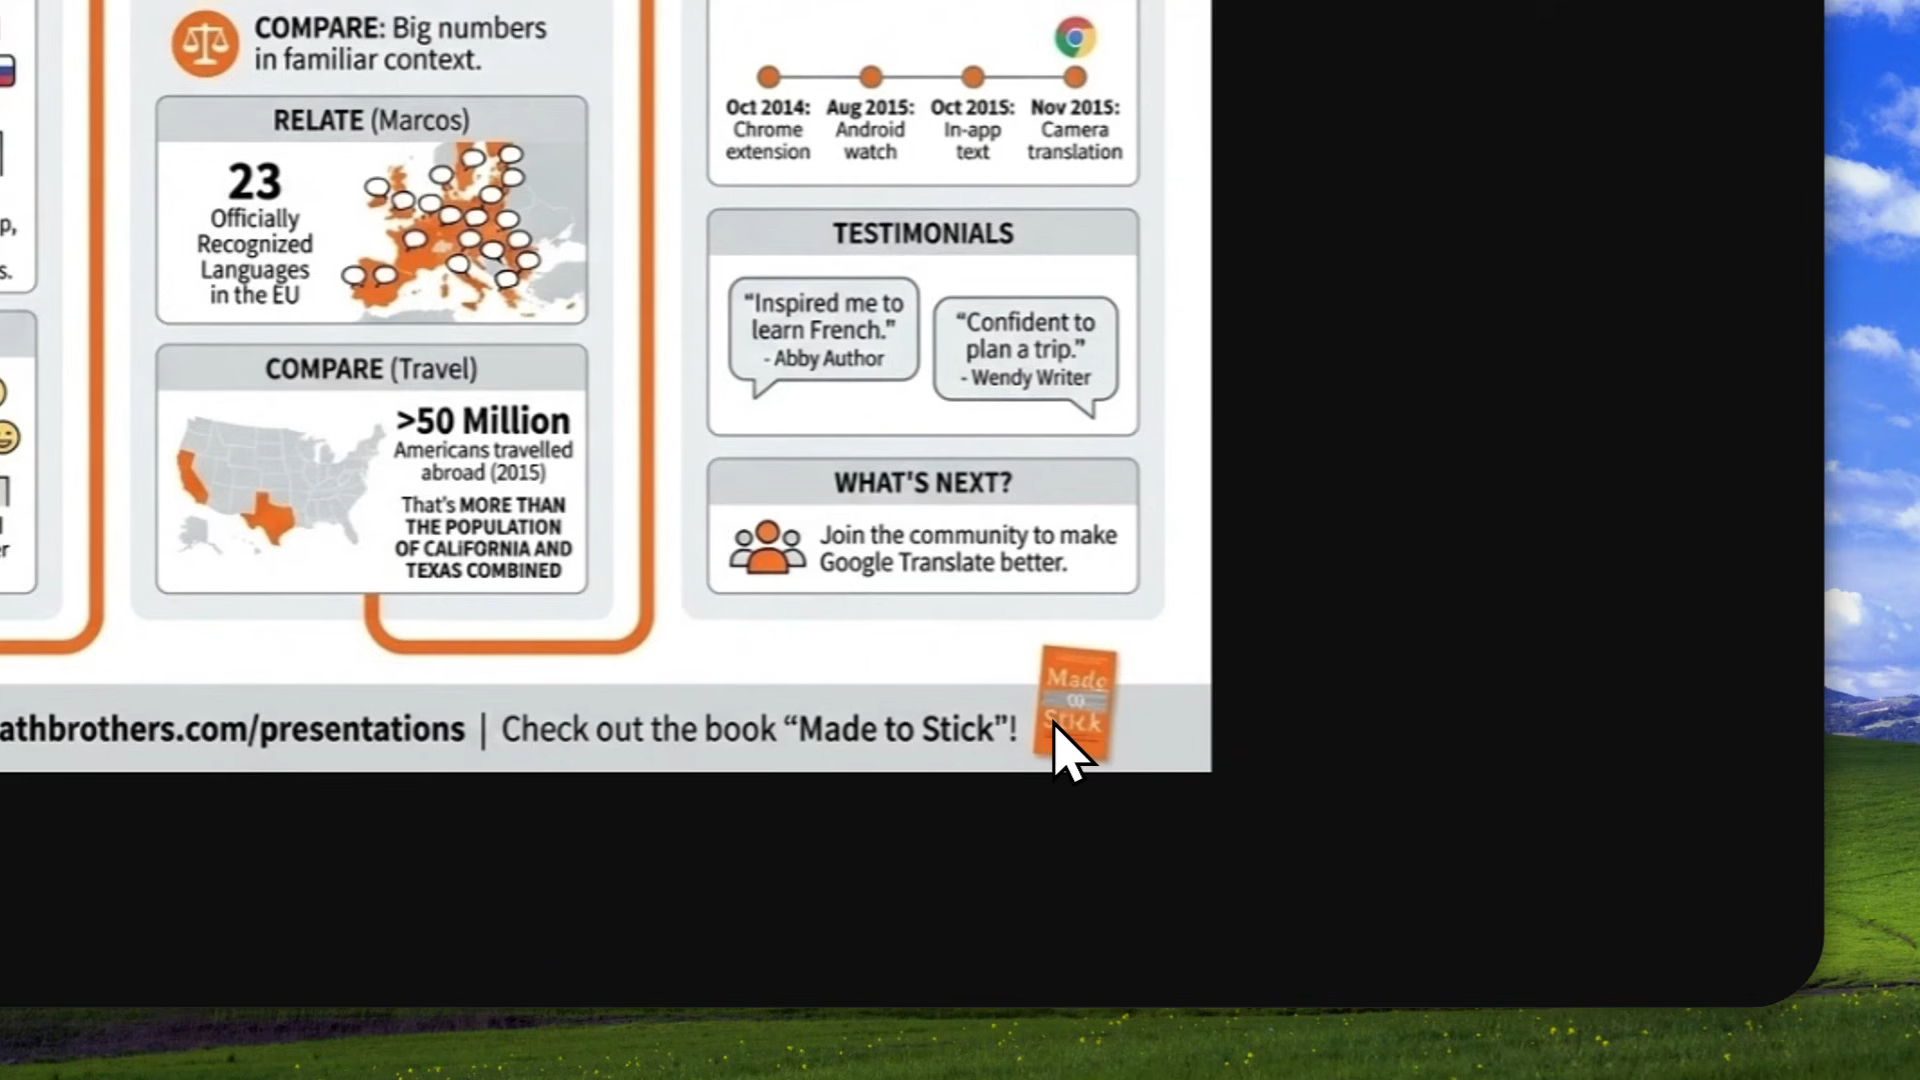 COMPARE: Big numbers
in familiar context.
RELATE (Marcos)
23
Officially
Recognized
Languages
in the EU
COMPARE (Travel)
>50 Million
Americans travelled
abroad (2015)
That's MORE THAN
THE POPULATION
OF CALIFORNIA AND
TEXAS COMBINED
Oct 2014:
Chrome
extension
Aug 2015:
Android
watch
Oct 2015:
In-app
text
Nov 2015:
Camera
translation
TESTIMONIALS
“Inspired me to
learn French.”
- Abby Author
“Confident to
plan a trip.”
- Wendy Writer
WHAT'S NEXT?
Join the community to make
Google Translate better.
p,
s.
er
athbrothers.com/presentations | Check out the book “Made to Stick”!
Made
Stick